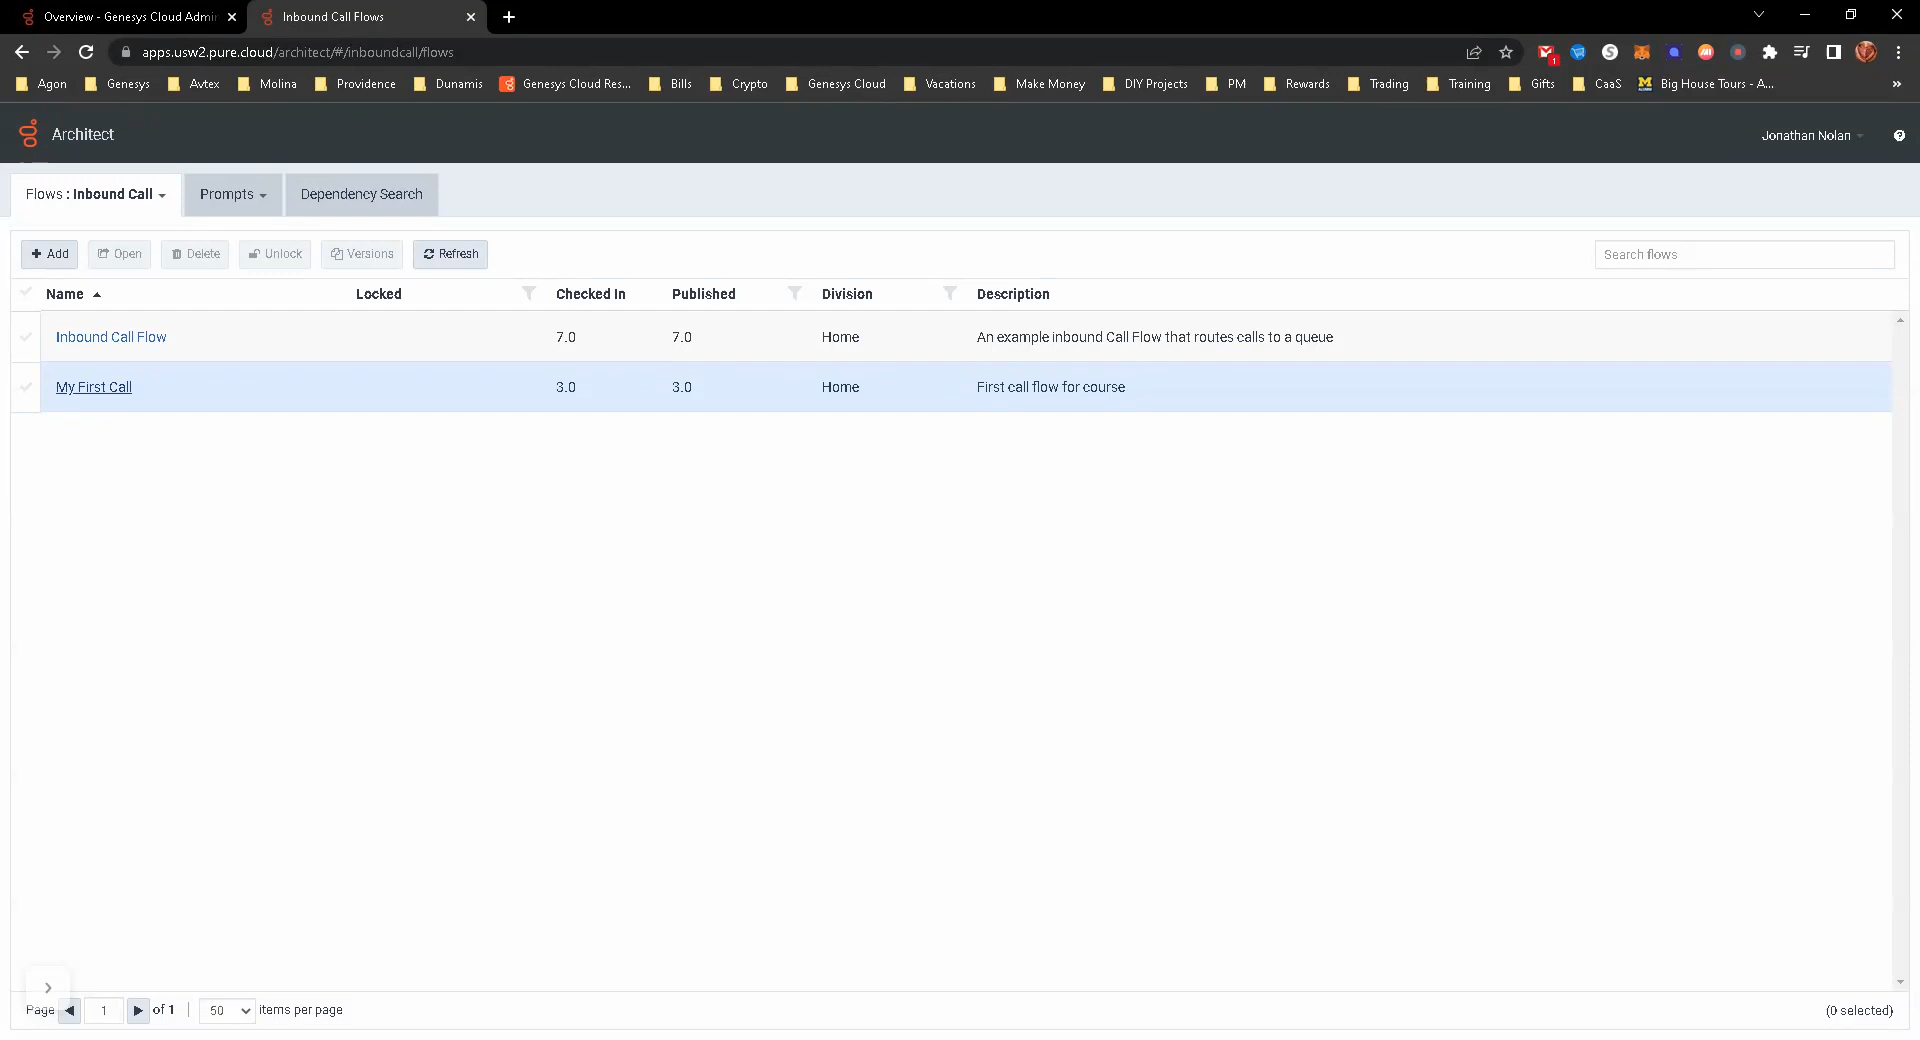 Overview - Genesys Cloud Admi
Inbound Call Flows
apps.usw2.pure.cloud/architect/#/inboundcall/flows
1
Agon Genesys Avtex Molina Providence Dunamis Genesys Cloud Res... Bills Crypto Genesys Cloud Vacations Make Money DIY Projects PM Rewards Trading Training Gifts CaaS Big House Tours - A...
Architect
Jonathan Nolan
Flows : Inbound Call Prompts Dependency Search
Add Open Delete Unlock Versions Refresh Search flows
Name Locked Checked In Published Division Description
Inbound Call Flow 7.0 7.0 Home An example inbound Call Flow that routes calls to a queue
My First Call 3.0 3.0 Home First call flow for course
Page 1 of 1 50 items per page (0 selected)